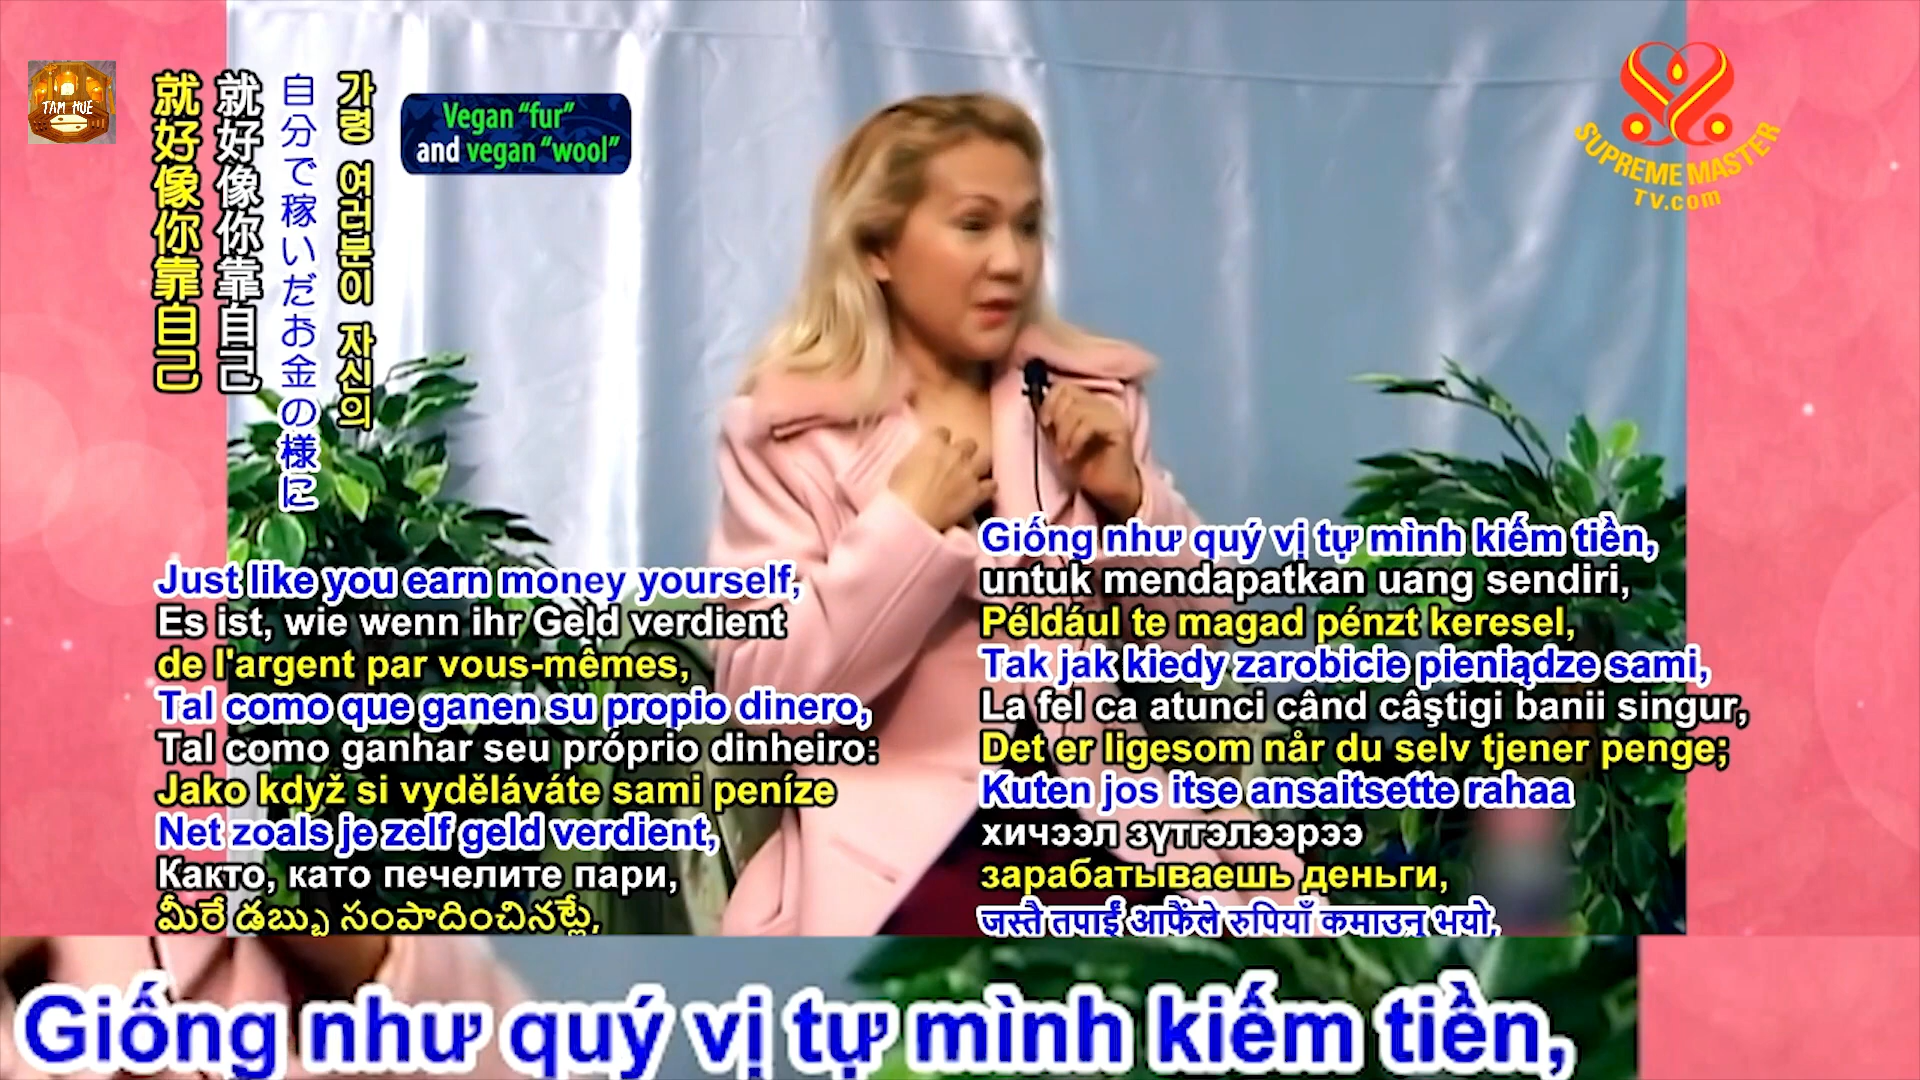 TAM HUE
就好像你靠自己
就好像你靠自己
自分で稼いだお金の様に
가령 여러분이 자신의
Vegan “fur”
and vegan “wool”
SUPREME MASTER
TV.com
Just like you earn money yourself,
Es ist, wie wenn ihr Geld verdient
de l'argent par vous-mêmes,
Tal como que ganen su propio dinero,
Tal como ganhar seu próprio dinheiro:
Jako když si vyděláváte sami peníze
Net zoals je zelf geld verdient,
Както, като печелите пари,
మీరే డబ్బు సంపాదించినట్లే,
Giống như quý vị tự mình kiếm tiền,
untuk mendapatkan uang sendiri,
Például te magad pénzt keresel,
Tak jak kiedy zarobicie pieniądze sami,
La fel ca atunci când câştigi banii singur,
Det er ligesom når du selv tjener penge;
Kuten jos itse ansaitsette rahaa
хичээл зүтгэлээрээ
зарабатываешь деньги,
जस्तै तपाईं आफैंले रुपियाँ कमाउनु भयो,
Giống như quý vị tự mình kiếm tiền,